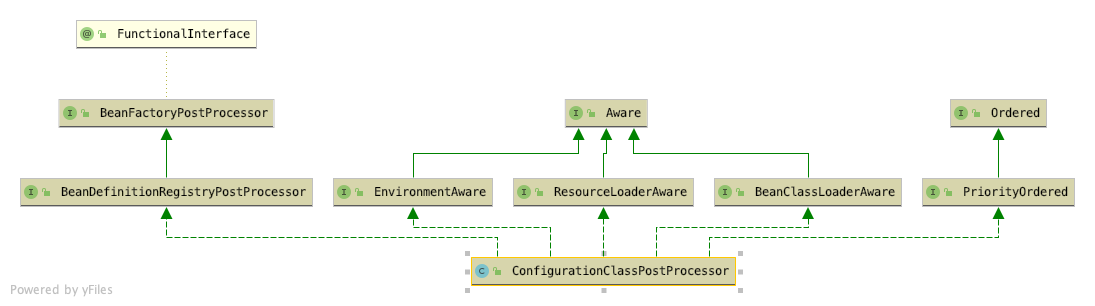 @ FunctionalInterface
I BeanFactoryPostProcessor
I Aware
I Ordered
I BeanDefinitionRegistryPostProcessor
I EnvironmentAware
I ResourceLoaderAware
I BeanClassLoaderAware
I PriorityOrdered
C ConfigurationClassPostProcessor
Powered by yFiles